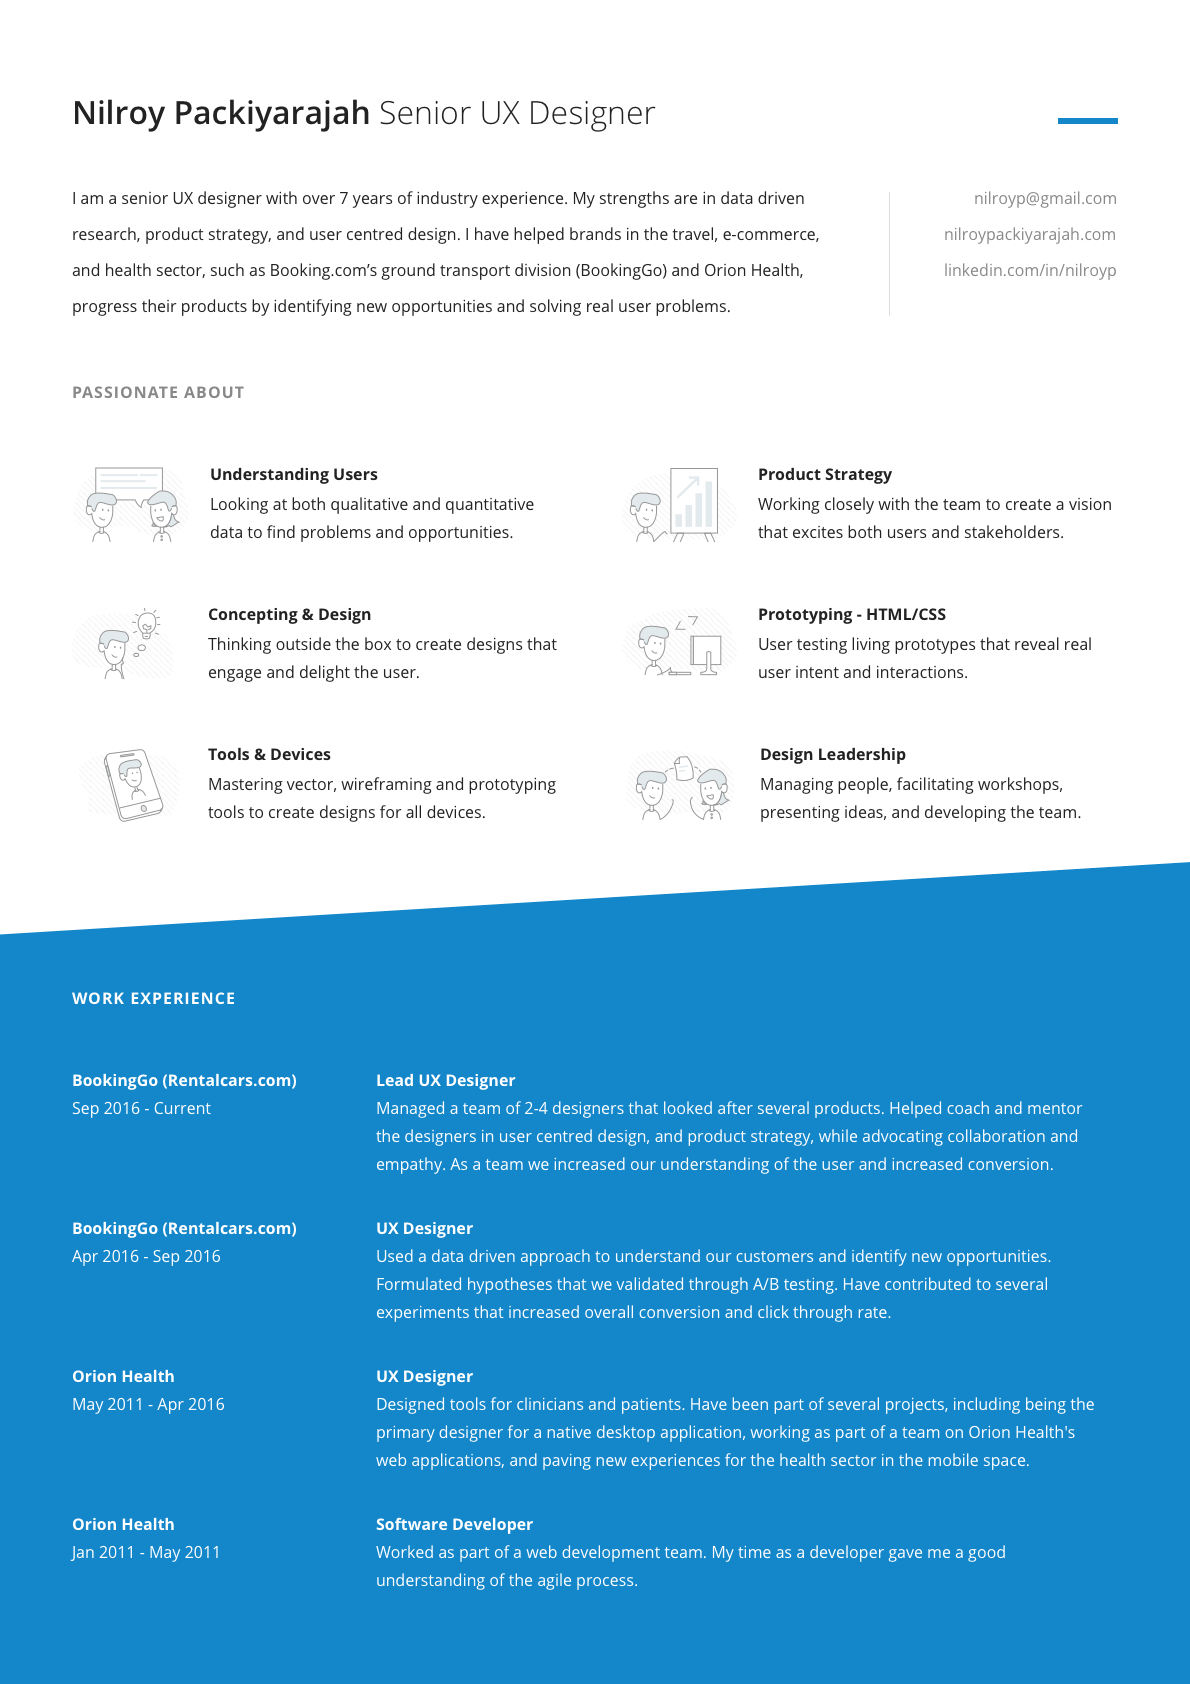 Nilroy Packiyarajah Senior UX Designer
I am a senior UX designer with over 7 years of industry experience. My strengths are in data driven
research, product strategy, and user centred design. I have helped brands in the travel, e-commerce,
and health sector, such as Booking.com’s ground transport division (BookingGo) and Orion Health,
progress their products by identifying new opportunities and solving real user problems.
nilroyp@gmail.com
nilroypackiyarajah.com
linkedin.com/in/nilroyp
PASSIONATE ABOUT
Understanding Users
Looking at both qualitative and quantitative
data to find problems and opportunities.
Product Strategy
Working closely with the team to create a vision
that excites both users and stakeholders.
Concepting & Design
Thinking outside the box to create designs that
engage and delight the user.
Prototyping - HTML/CSS
User testing living prototypes that reveal real
user intent and interactions.
Tools & Devices
Mastering vector, wireframing and prototyping
tools to create designs for all devices.
Design Leadership
Managing people, facilitating workshops,
presenting ideas, and developing the team.
WORK EXPERIENCE
BookingGo (Rentalcars.com)
Sep 2016 - Current
Lead UX Designer
Managed a team of 2-4 designers that looked after several products. Helped coach and mentor
the designers in user centred design, and product strategy, while advocating collaboration and
empathy. As a team we increased our understanding of the user and increased conversion.
BookingGo (Rentalcars.com)
Apr 2016 - Sep 2016
UX Designer
Used a data driven approach to understand our customers and identify new opportunities.
Formulated hypotheses that we validated through A/B testing. Have contributed to several
experiments that increased overall conversion and click through rate.
Orion Health
May 2011 - Apr 2016
UX Designer
Designed tools for clinicians and patients. Have been part of several projects, including being the
primary designer for a native desktop application, working as part of a team on Orion Health's
web applications, and paving new experiences for the health sector in the mobile space.
Orion Health
Jan 2011 - May 2011
Software Developer
Worked as part of a web development team. My time as a developer gave me a good
understanding of the agile process.